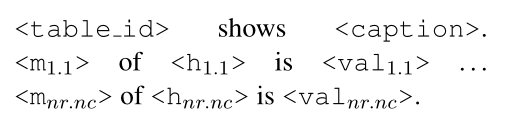 <table_id> shows <caption>.
<m1.1> of <h1.1> is <val1.1> ...
<mnr.nc> of <hnr.nc> is <valnr.nc>.